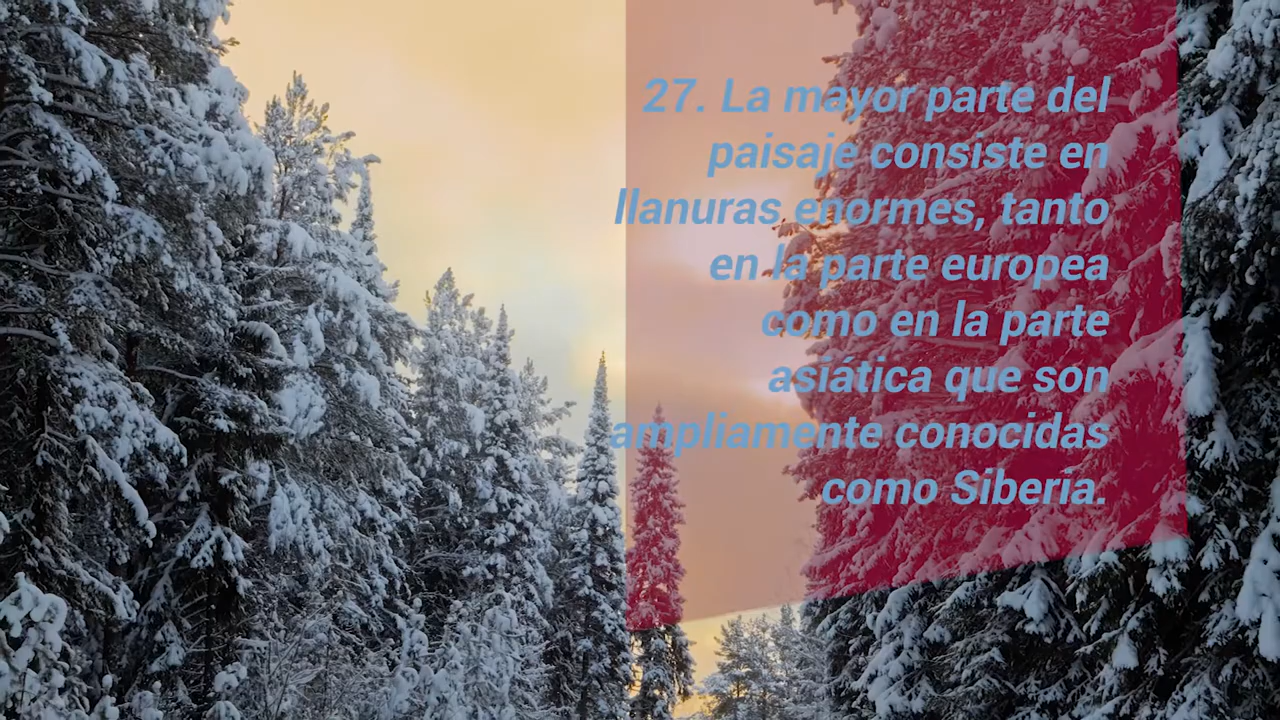 27. La mayor parte del
paisaje consiste en
llanuras enormes, tanto
en la parte europea
como en la parte
asiática que son
ampliamente conocidas
como Siberia.